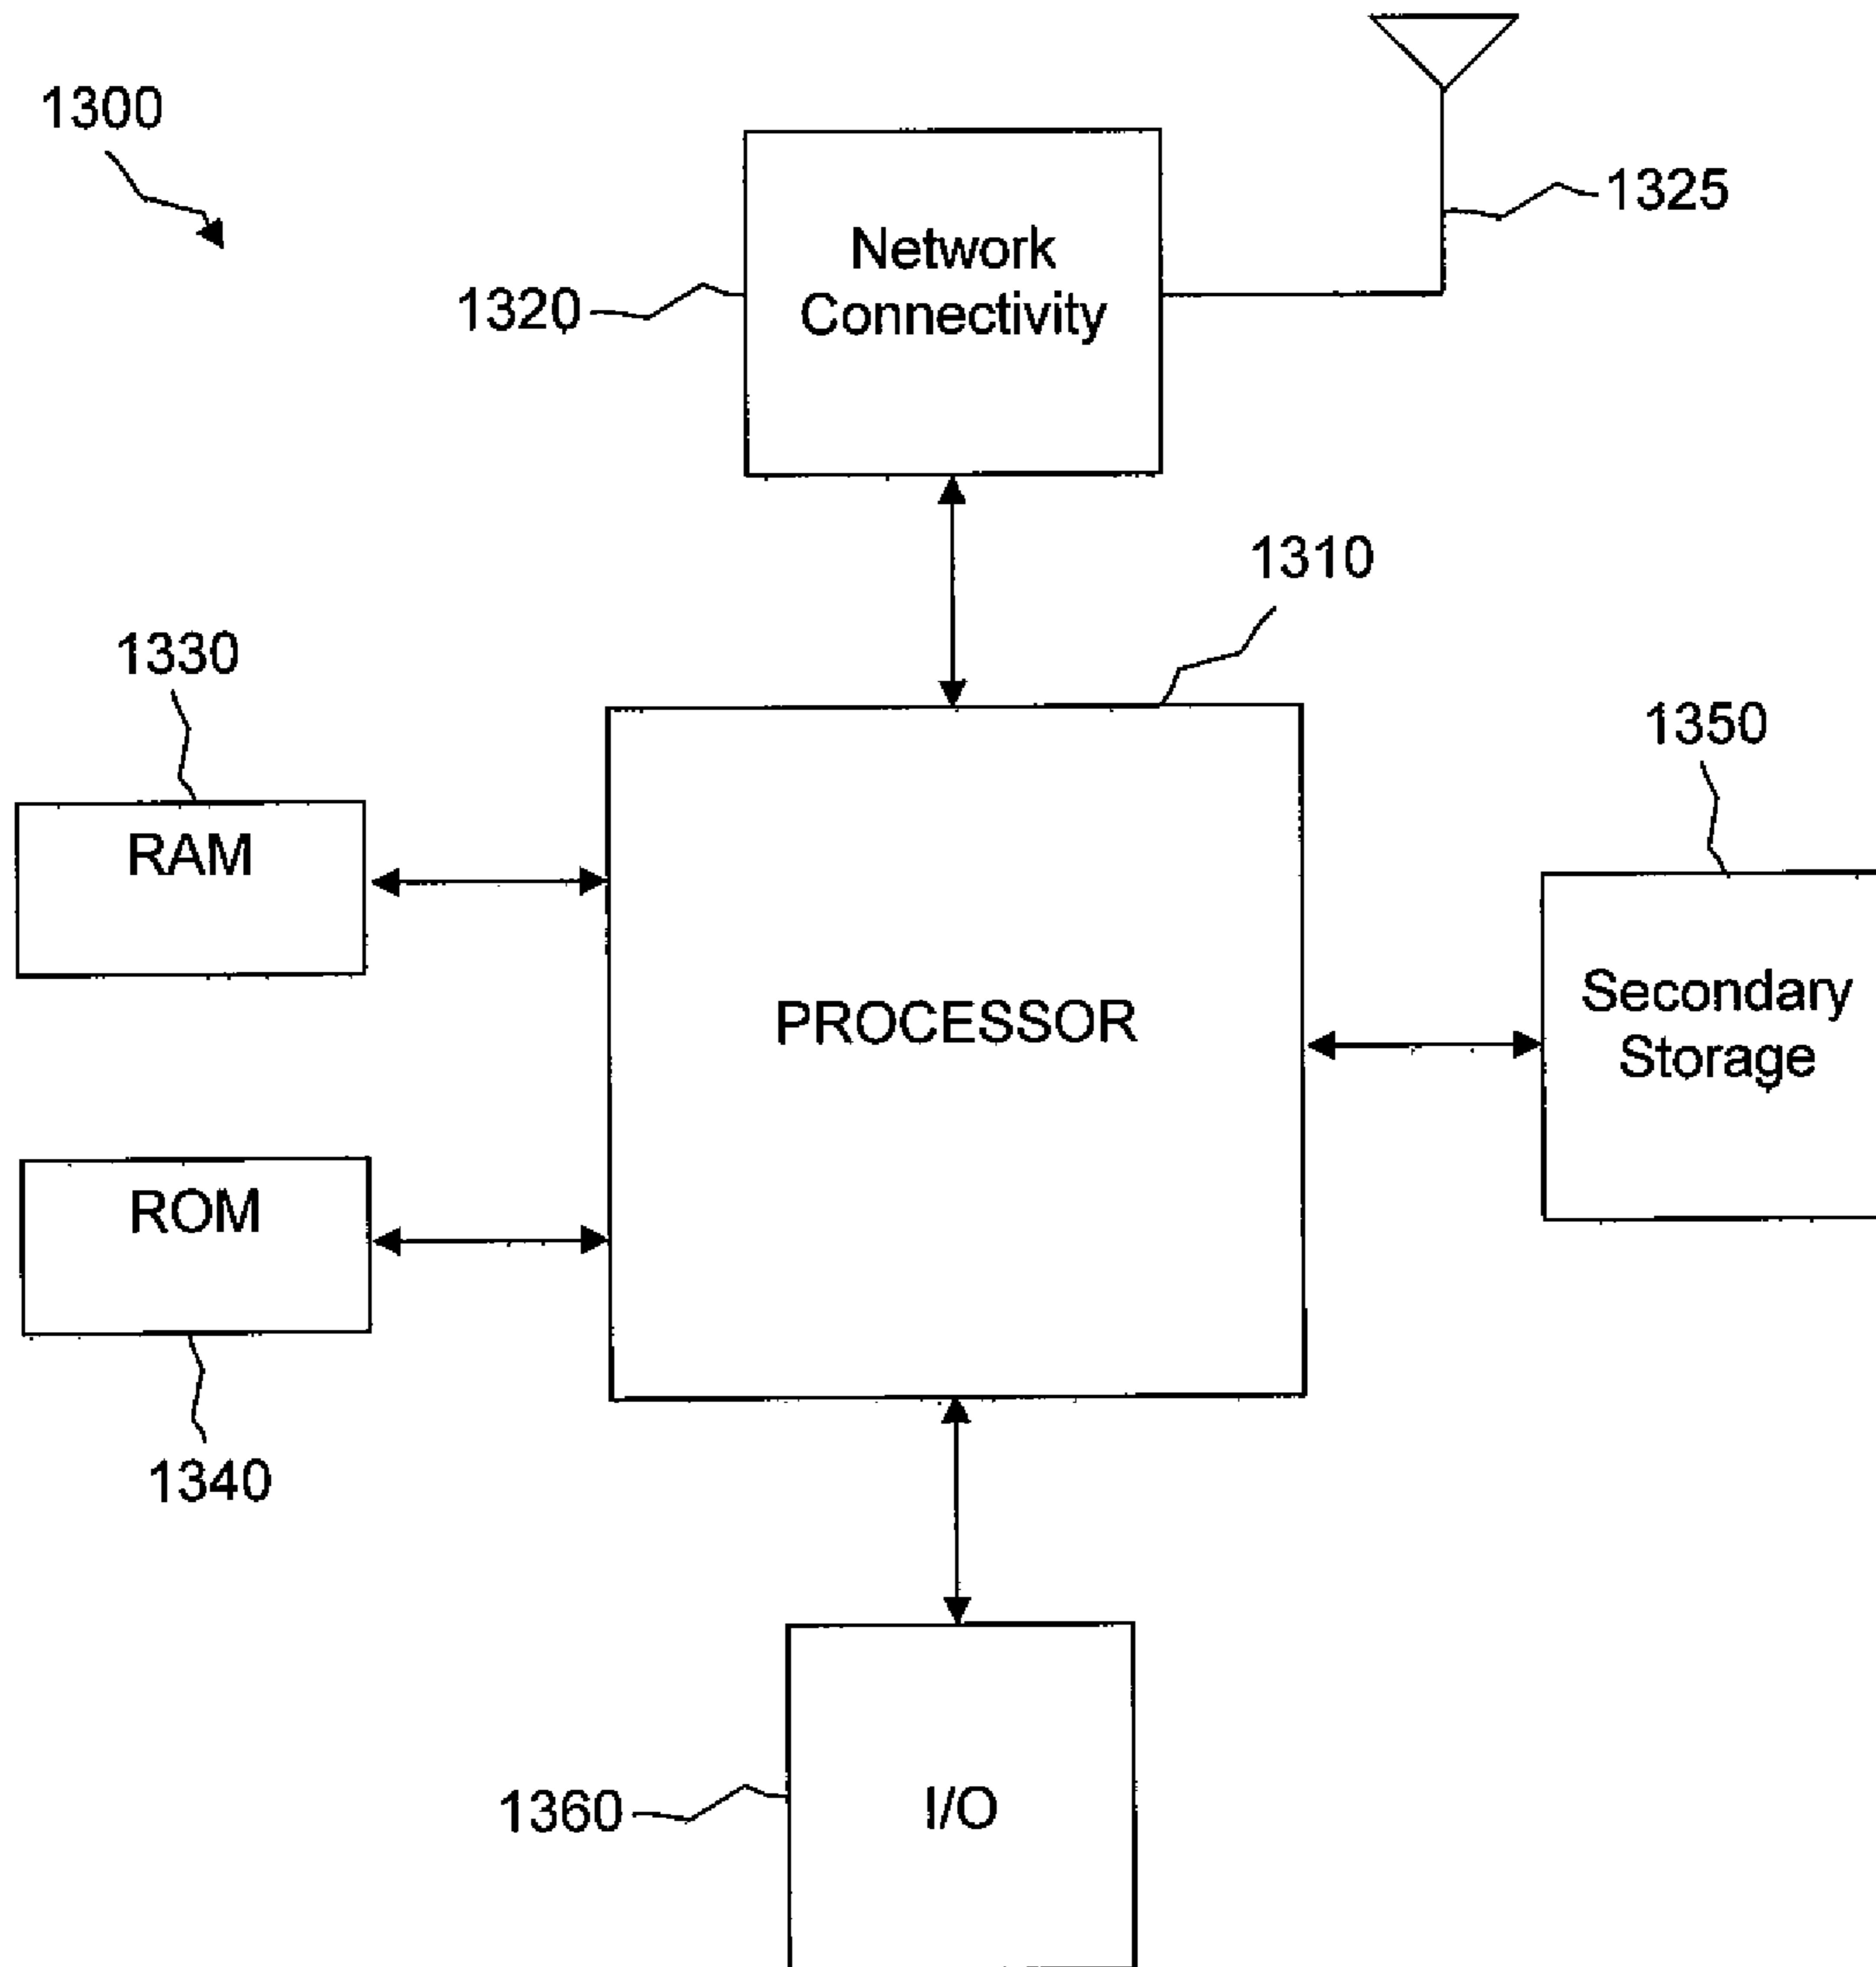 1300
1325
Network
Connectivity
1320
1310
1330
1350
RAM
Secondary
Storage
PROCESSOR
ROM
1340
1360
I/O